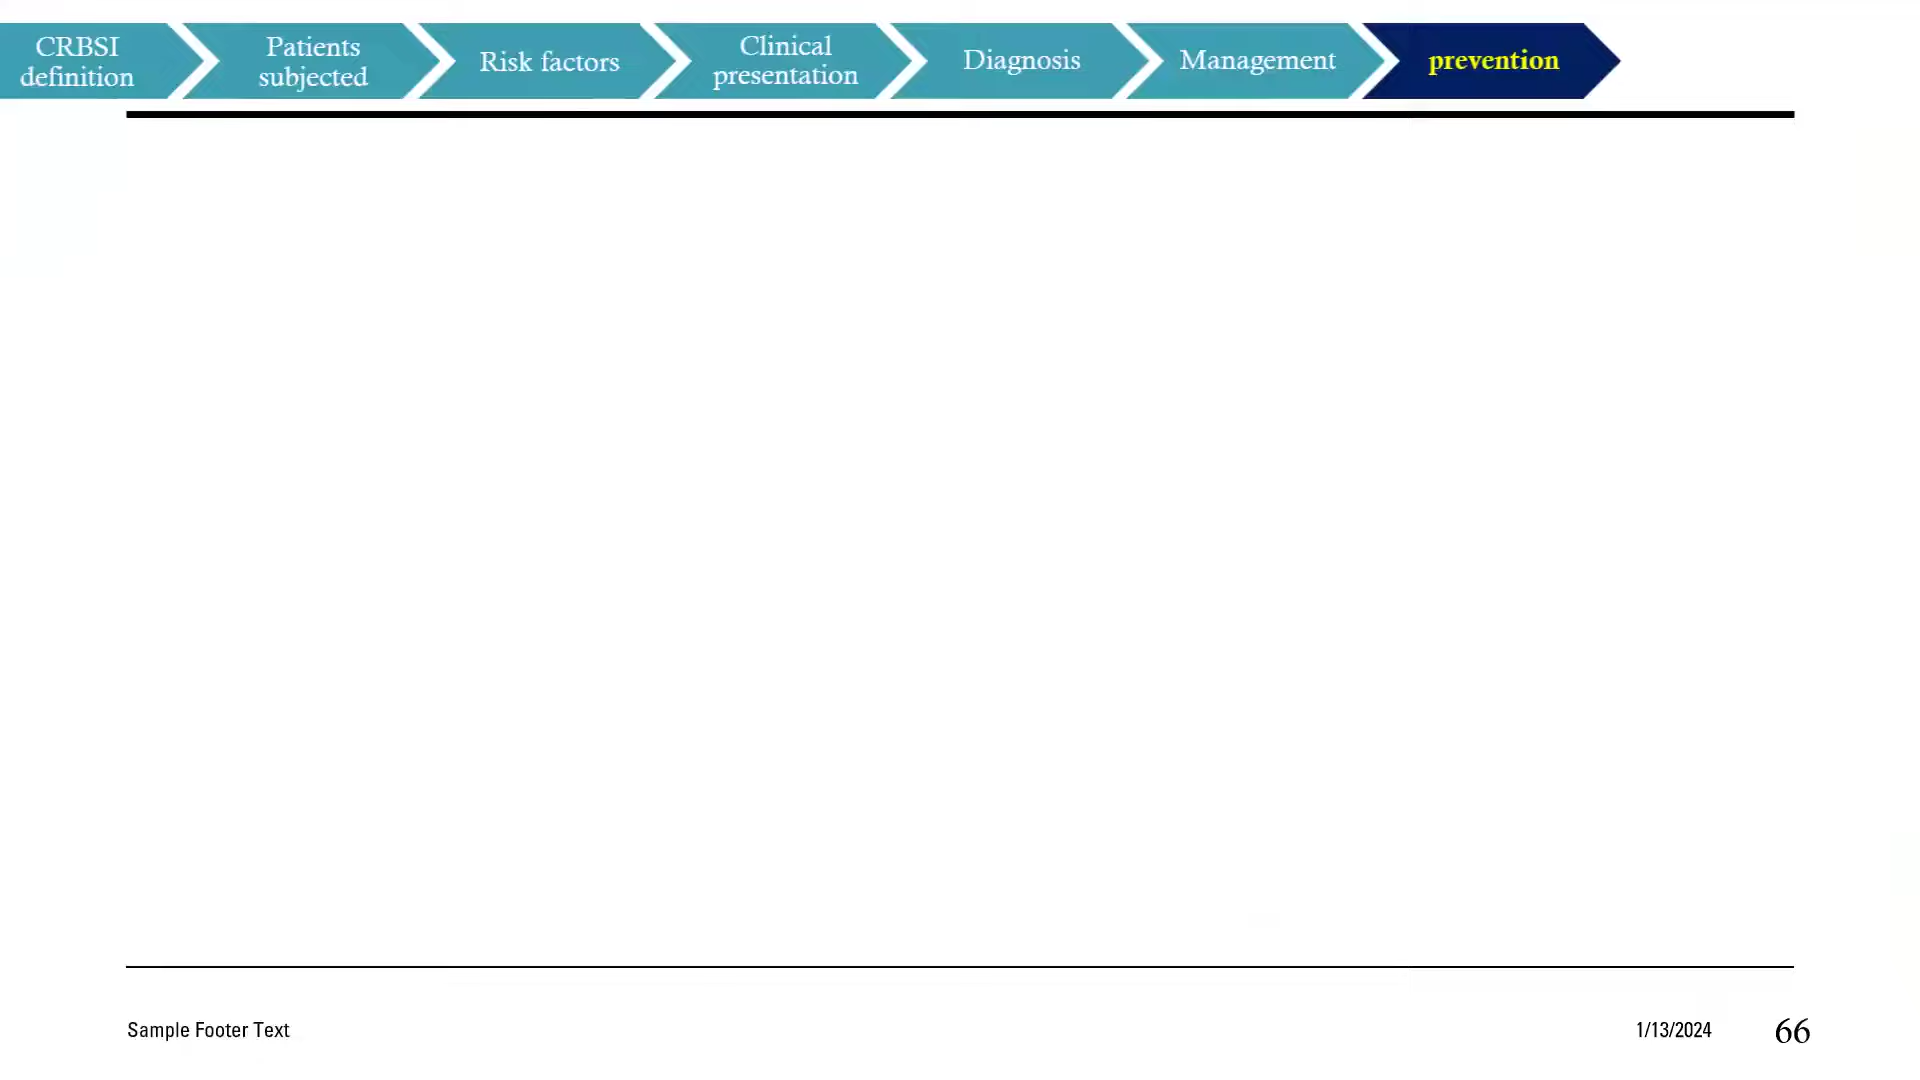 CRBSI
definition
Patients
subjected
Risk factors
Clinical
presentation
Diagnosis
Management
prevention
Sample Footer Text
1/13/2024
66